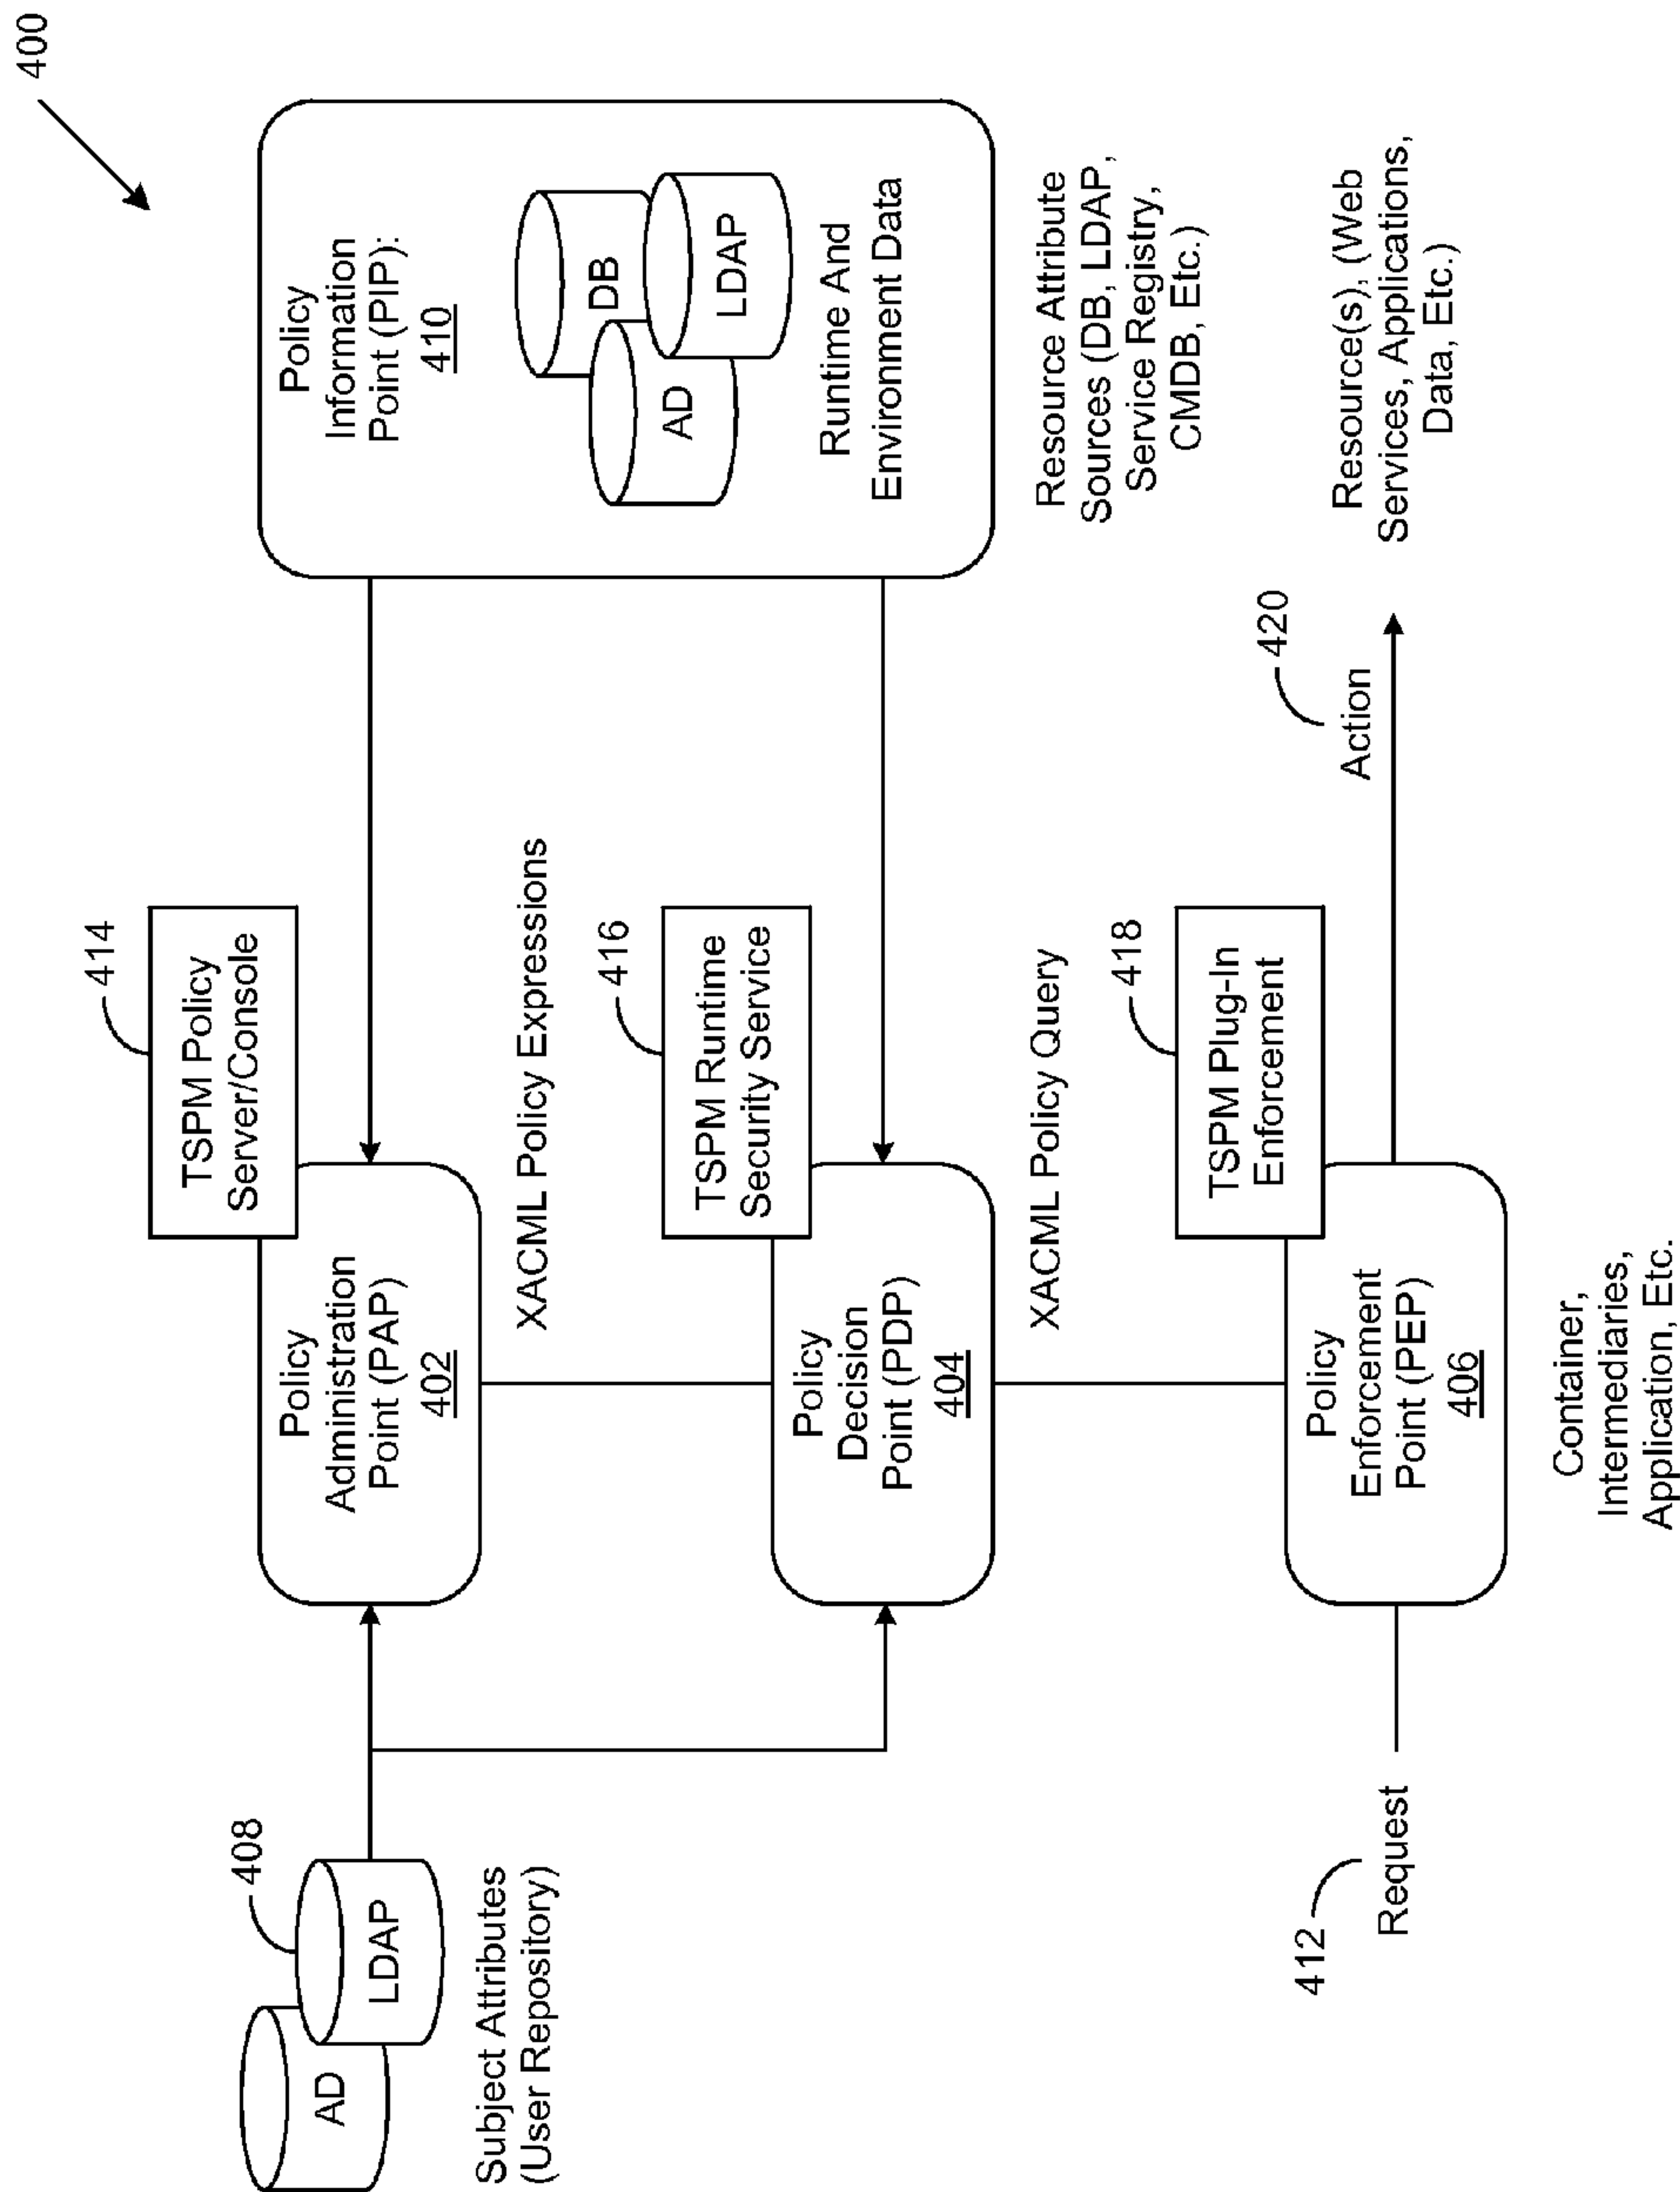 400
414
TSPM Policy
Server/Console
408
AD
LDAP
Subject Attributes
(User Repository)
Policy
Administration
Point (PAP)
402
Policy
Information
Point (PIP):
410
DB
AD
LDAP
Runtime And
Environment Data
XACML Policy Expressions
416
TSPM Runtime
Security Service
Policy
Decision
Point (PDP)
404
Resource Attribute
Sources (DB, LDAP,
Service Registry,
CMDB, Etc.)
XACML Policy Query
418
TSPM Plug-In
Enforcement
412
Request
Policy
Enforcement
Point (PEP)
406
420
Action
Resource(s), (Web
Services, Applications,
Data, Etc.)
Container,
Intermediaries,
Application, Etc.